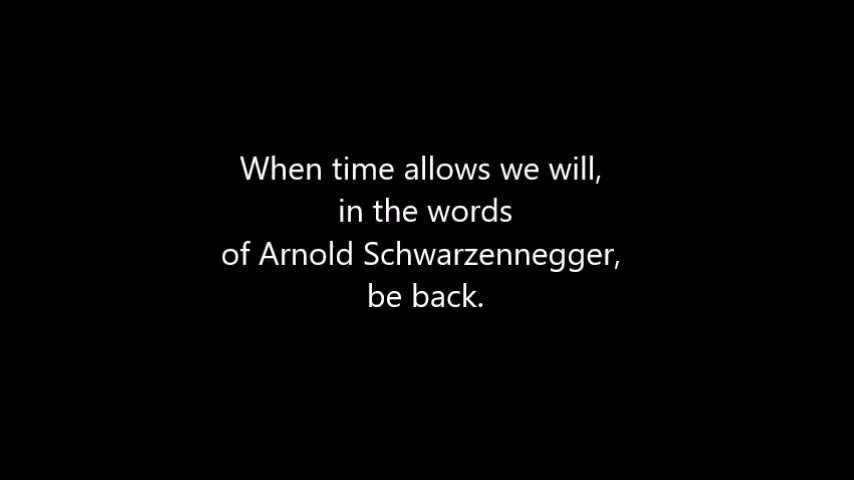 When time allows we will,
in the words
of Arnold Schwarzennegger,
be back.